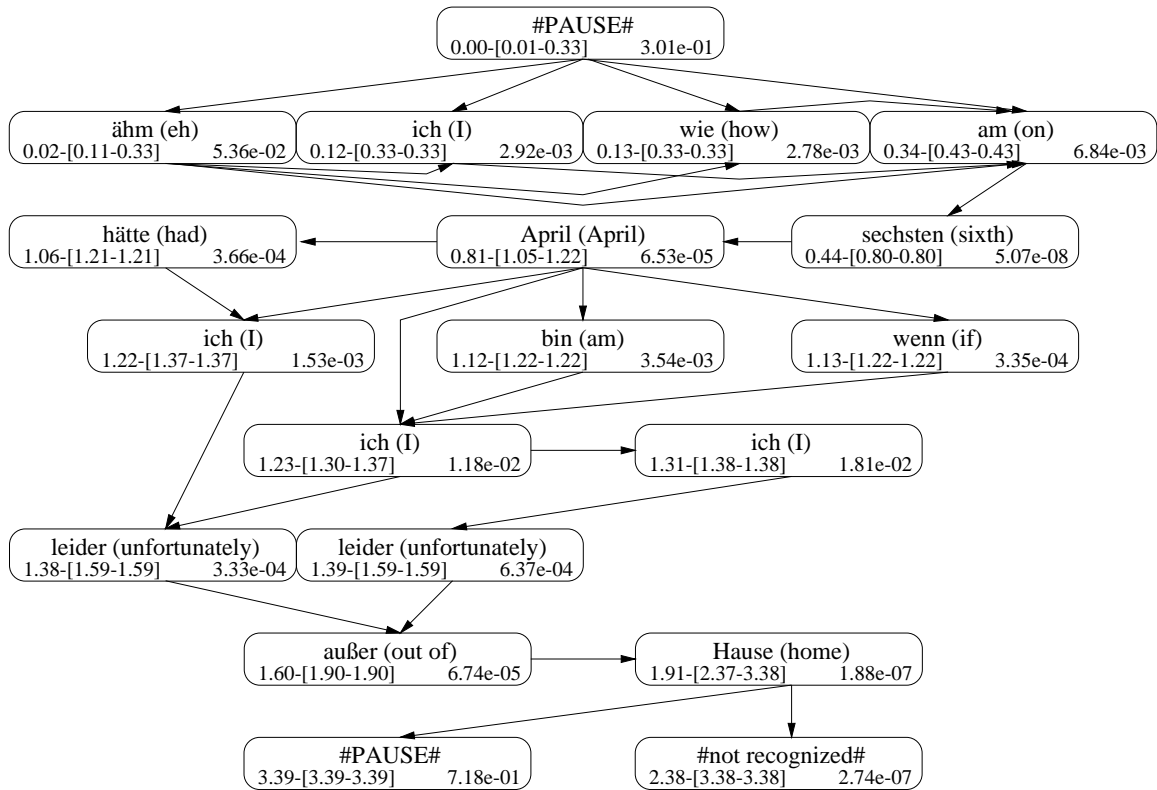 #PAUSE#
0.00-[0.01-0.33] 3.01e-01
ähm (eh)
0.02-[0.11-0.33] 5.36e-02
ich (I)
0.12-[0.33-0.33] 2.92e-03
wie (how)
0.13-[0.33-0.33] 2.78e-03
am (on)
0.34-[0.43-0.43] 6.84e-03
hätte (had)
1.06-[1.21-1.21] 3.66e-04
April (April)
0.81-[1.05-1.22] 6.53e-05
sechsten (sixth)
0.44-[0.80-0.80] 5.07e-08
ich (I)
1.22-[1.37-1.37] 1.53e-03
bin (am)
1.12-[1.22-1.22] 3.54e-03
wenn (if)
1.13-[1.22-1.22] 3.35e-04
ich (I)
1.23-[1.30-1.37] 1.18e-02
ich (I)
1.31-[1.38-1.38] 1.81e-02
leider (unfortunately)
1.38-[1.59-1.59] 3.33e-04
leider (unfortunately)
1.39-[1.59-1.59] 6.37e-04
außer (out of)
1.60-[1.90-1.90] 6.74e-05
Hause (home)
1.91-[2.37-3.38] 1.88e-07
#PAUSE#
3.39-[3.39-3.39] 7.18e-01
#not recognized#
2.38-[3.38-3.38] 2.74e-07